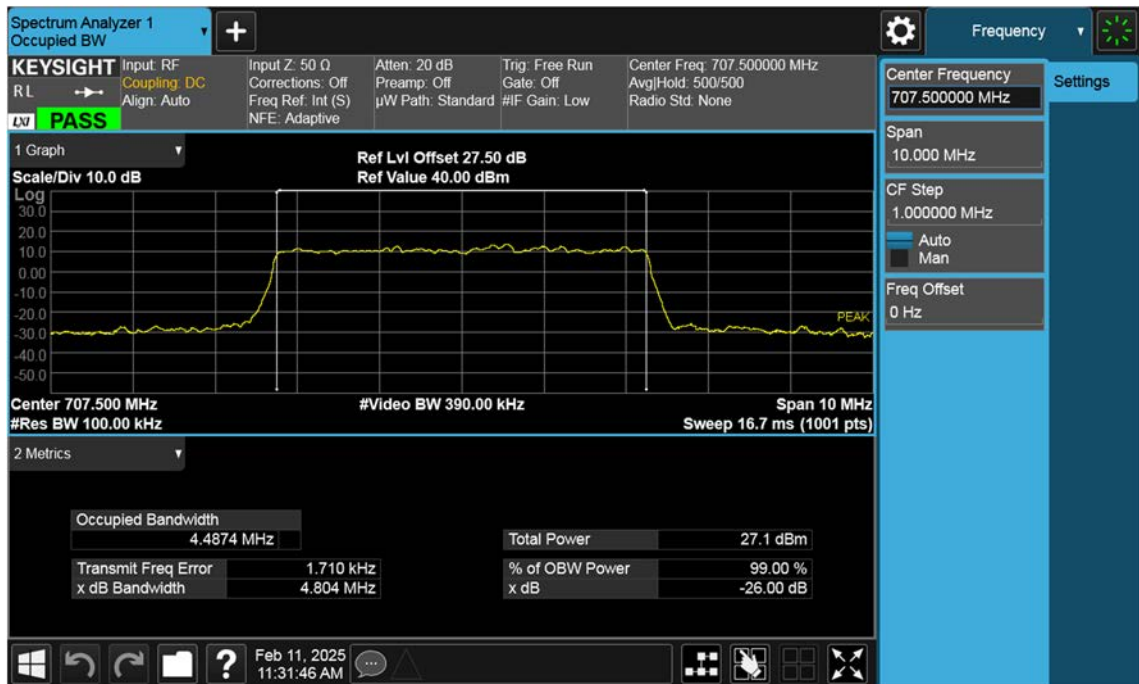 Spectrum Analyzer 1
Occupied BW
+
Frequency
KEYSIGHT
R L
LXI
PASS
Input: RF
Coupling: DC
Align: Auto
Input Z: 50 Ω
Corrections: Off
Freq Ref: Int (S)
NFE: Adaptive
Atten: 20 dB
Preamp: Off
µW Path: Standard
Trig: Free Run
Gate: Off
#IF Gain: Low
Center Freq: 707.500000 MHz
Avg|Hold: 500/500
Radio Std: None
Center Frequency
707.500000 MHz
Settings
Span
10.000 MHz
CF Step
1.000000 MHz
Auto
Man
Freq Offset
0 Hz
1 Graph
Scale/Div 10.0 dB
Ref Lvl Offset 27.50 dB
Ref Value 40.00 dBm
Log
30.0
20.0
10.0
0.00
-10.0
-20.0
-30.0
-40.0
-50.0
PEAK
Center 707.500 MHz
#Video BW 390.00 kHz
Span 10 MHz
#Res BW 100.00 kHz
Sweep 16.7 ms (1001 pts)
2 Metrics
Occupied Bandwidth
4.4874 MHz
Total Power 27.1 dBm
Transmit Freq Error 1.710 kHz
% of OBW Power 99.00 %
x dB Bandwidth 4.804 MHz
x dB -26.00 dB
?
Feb 11, 2025
11:31:46 AM